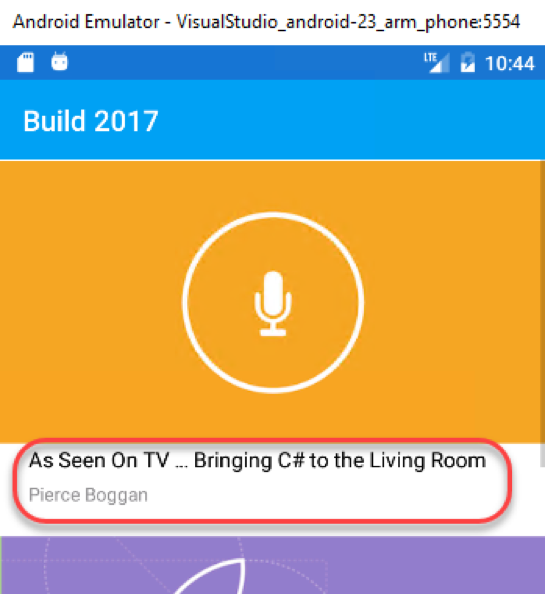 Android Emulator - VisualStudio_android-23_arm_phone:5554
LTE 10:44
Build 2017
As Seen On TV ... Bringing C# to the Living Room
Pierce Boggan